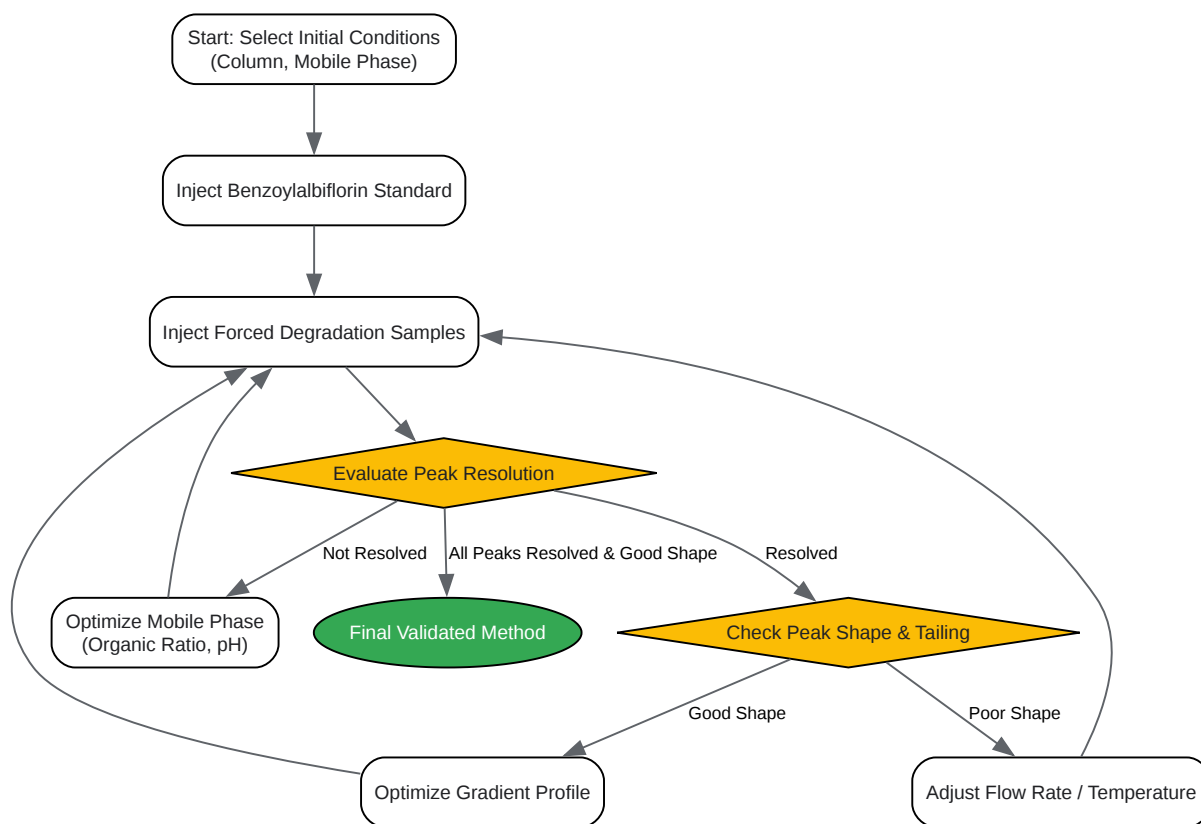 Start: Select Initial Conditions
(Column, Mobile Phase)
Inject Benzoylalbiflorin Standard
Inject Forced Degradation Samples
Evaluate Peak Resolution
Not Resolved
All Peaks Resolved & Good Shape
Resolved
Optimize Mobile Phase
(Organic Ratio, pH)
Final Validated Method
Check Peak Shape & Tailing
Good Shape
Poor Shape
Optimize Gradient Profile
Adjust Flow Rate / Temperature